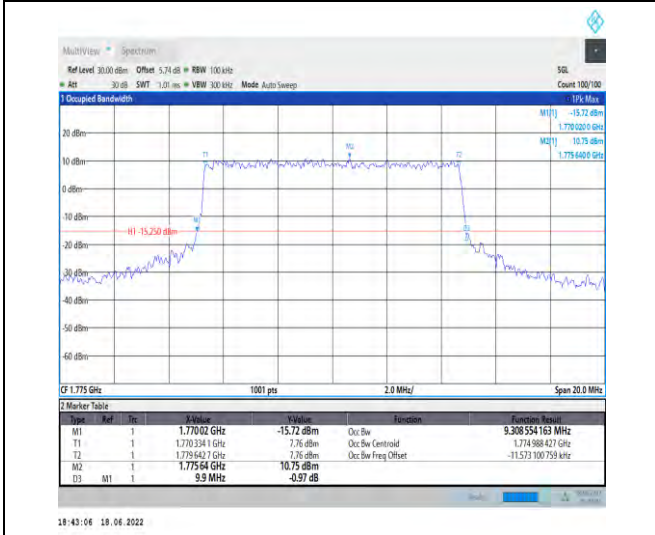 MultiView Spectrum
Ref Level 30.00 dBm Offset 5.74 dB RBW 100 kHz SGL
Att 30 dB SWT 1.01 ms VBW 300 kHz Mode Auto Sweep Count 100/100
1 Occupied Bandwidth 1Pk Max
M1[1] -15.72 dBm
1.770 020 0 GHz
M2[1] 10.75 dBm
1.775 640 0 GHz
20 dBm
M2
T1 T2
10 dBm
0 dBm
-10 dBm
M1
H1 -15.250 dBm
D3
-20 dBm
-30 dBm
-40 dBm
-50 dBm
-60 dBm
CF 1.775 GHz 1001 pts 2.0 MHz/ Span 20.0 MHz
2 Marker Table
Type Ref Trc X-Value Y-Value Function Function Result
M1 1 1.770 02 GHz -15.72 dBm Occ Bw 9.308 554 163 MHz
T1 1 1.770 334 1 GHz 7.76 dBm Occ Bw Centroid 1.774 988 427 GHz
T2 1 1.779 642 7 GHz 7.76 dBm Occ Bw Freq Offset -11.573 100 759 kHz
M2 1 1.775 64 GHz 10.75 dBm
D3 M1 1 9.9 MHz -0.97 dB
18:43:06 18.06.2022